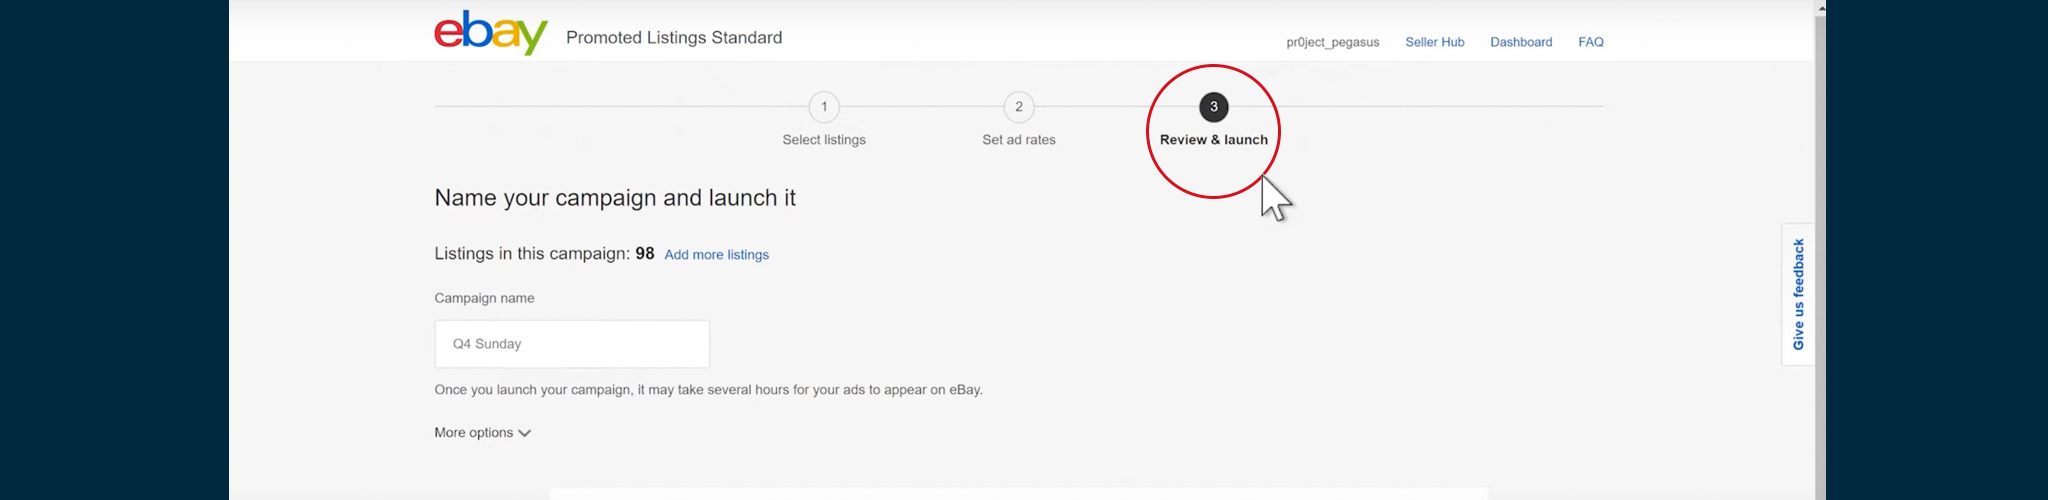 ebay Promoted Listings Standard
pr0ject_pegasus Seller Hub Dashboard FAQ
1 2 3
Select listings Set ad rates Review & launch
Name your campaign and launch it
Listings in this campaign: 98 Add more listings
Campaign name
Q4 Sunday
Once you launch your campaign, it may take several hours for your ads to appear on eBay.
More options
Give us feedback